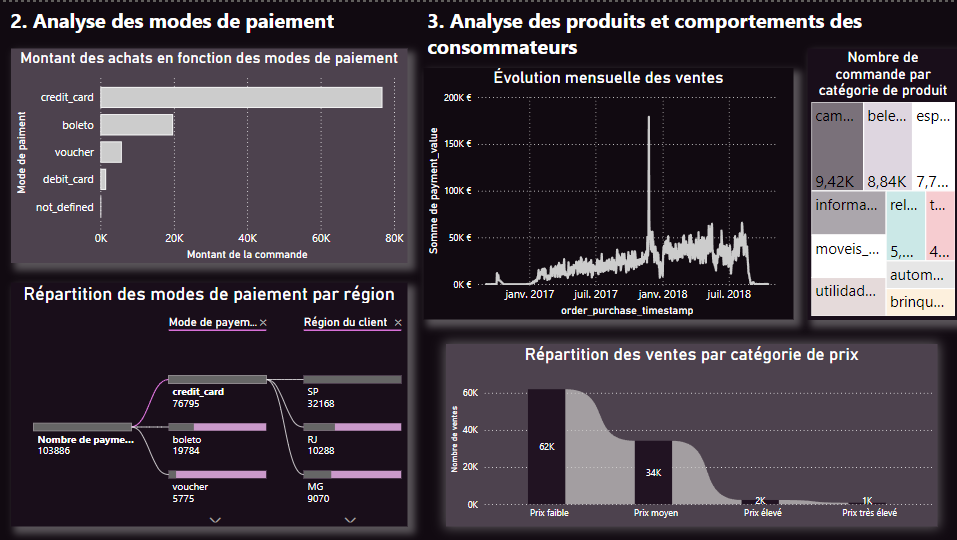 2. Analyse des modes de paiement
Montant des achats en fonction des modes de paiement
Mode de paiment
credit_card
boleto
voucher
debit_card
not_defined
0K 20K 40K 60K 80K
Montant de la commande
Répartition des modes de paiement par région
Mode de payem...
Région du client
Nombre de payme...
103886
credit_card
76795
boleto
19784
voucher
5775
SP
32168
RJ
10288
MG
9070
3. Analyse des produits et comportements des
consommateurs
Évolution mensuelle des ventes
Somme de payment_value
200K €
150K €
100K €
50K €
0K €
janv. 2017 juil. 2017 janv. 2018 juil. 2018
order_purchase_timestamp
Nombre de
commande par
catégorie de produit
cam... bele... esp...
9,42K 8,84K 7,7...
informa... rel... t...
moveis_... 5,... 4...
autom...
utilidad... brinqu...
Répartition des ventes par catégorie de prix
Nombre de ventes
60K
40K
20K
0K
62K
34K
2K
1K
Prix faible Prix moyen Prix élevé Prix très élevé